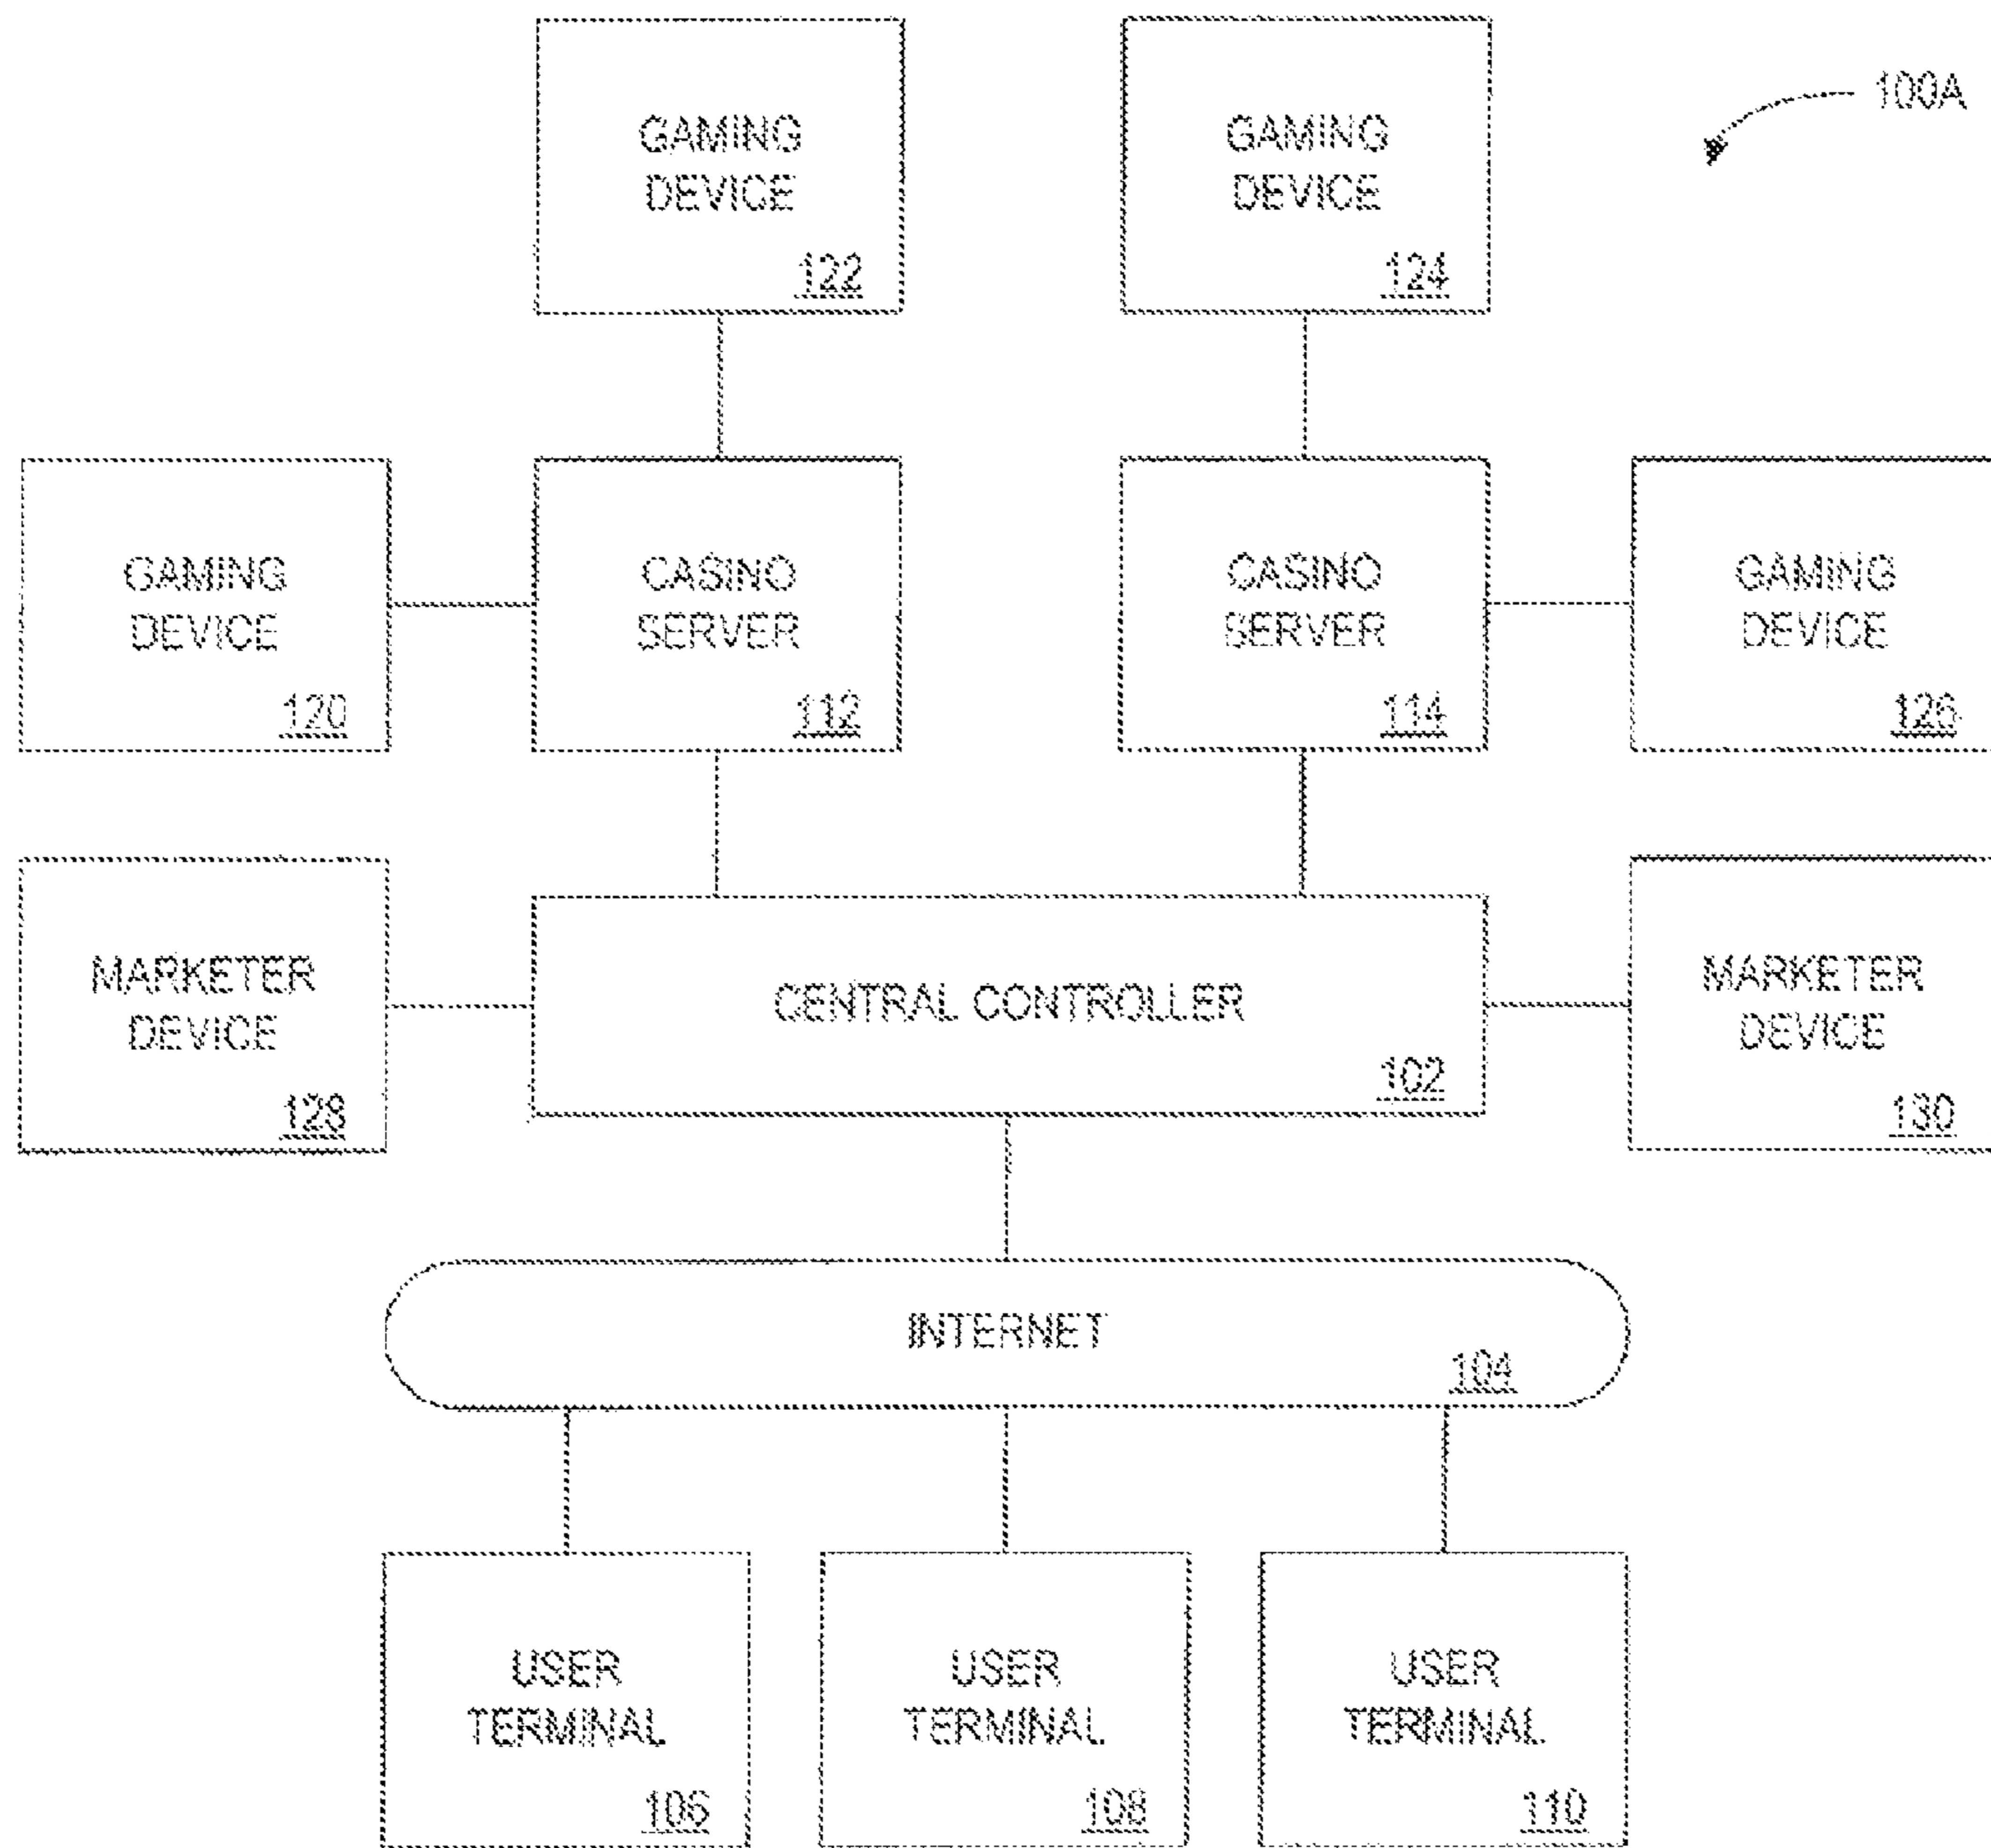 GAMING
DEVICE
122
GAMING
DEVICE
124
100A
GAMING
DEVICE
120
CASINO
SERVER
112
CASINO
SERVER
114
GAMING
DEVICE
126
MARKETER
DEVICE
128
CENTRAL CONTROLLER
102
MARKETER
DEVICE
130
INTERNET
104
USER
TERMINAL
106
USER
TERMINAL
108
USER
TERMINAL
110